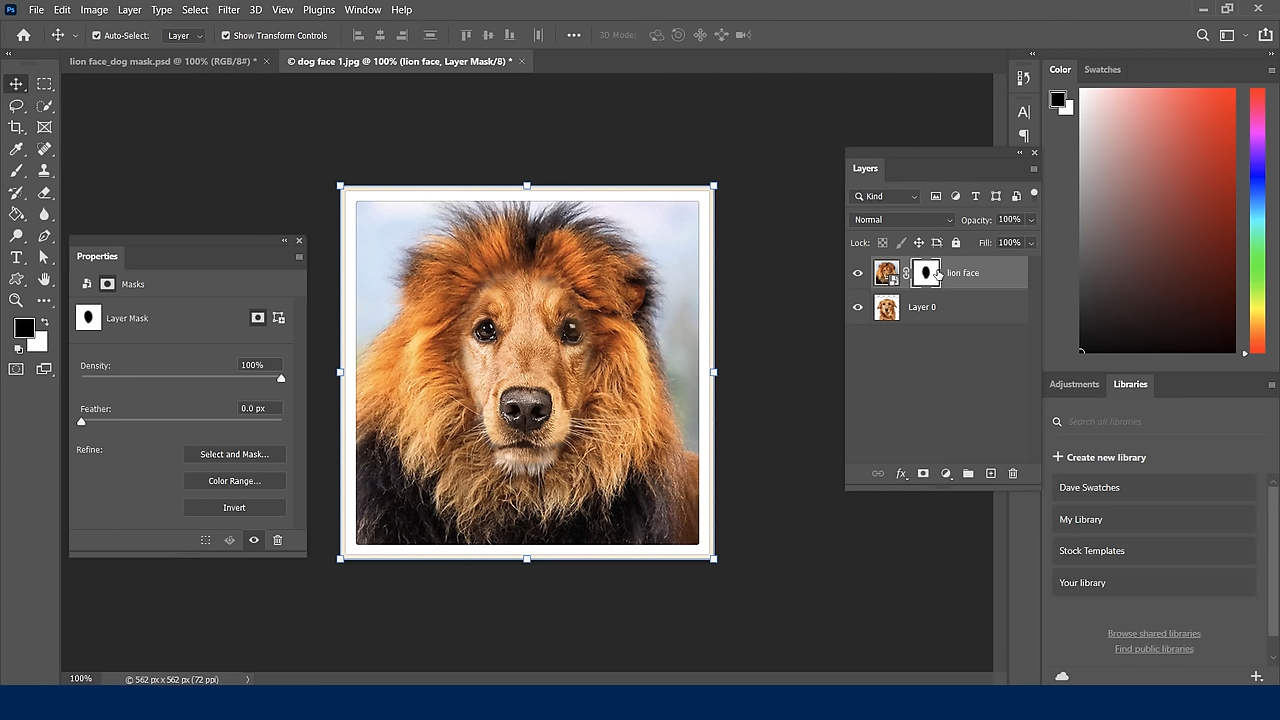 Ps File Edit Image Layer Type Select Filter 3D View Plugins Window Help
Auto-Select: Layer Show Transform Controls 3D Mode:
lion face_dog mask.psd @ 100% (RGB/8#) * × © dog face 1.jpg @ 100% (lion face, Layer Mask/8) * ×
Properties
Masks
Layer Mask
Density: 100%
Feather: 0.0 px
Refine: Select and Mask...
Color Range...
Invert
Layers
Kind
Normal Opacity: 100%
Lock: Fill: 100%
lion face
Layer 0
Color Swatches
Adjustments Libraries
Search all libraries
Create new library
Dave Swatches
My Library
Stock Templates
Your library
Browse shared libraries
Find public libraries
100% © 562 px x 562 px (72 ppi)